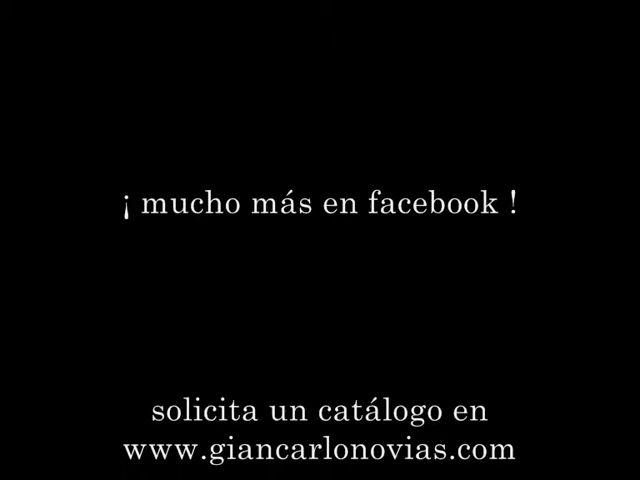 ¡ mucho más en facebook !
solicita un catálogo en
www.giancarlonovias.com